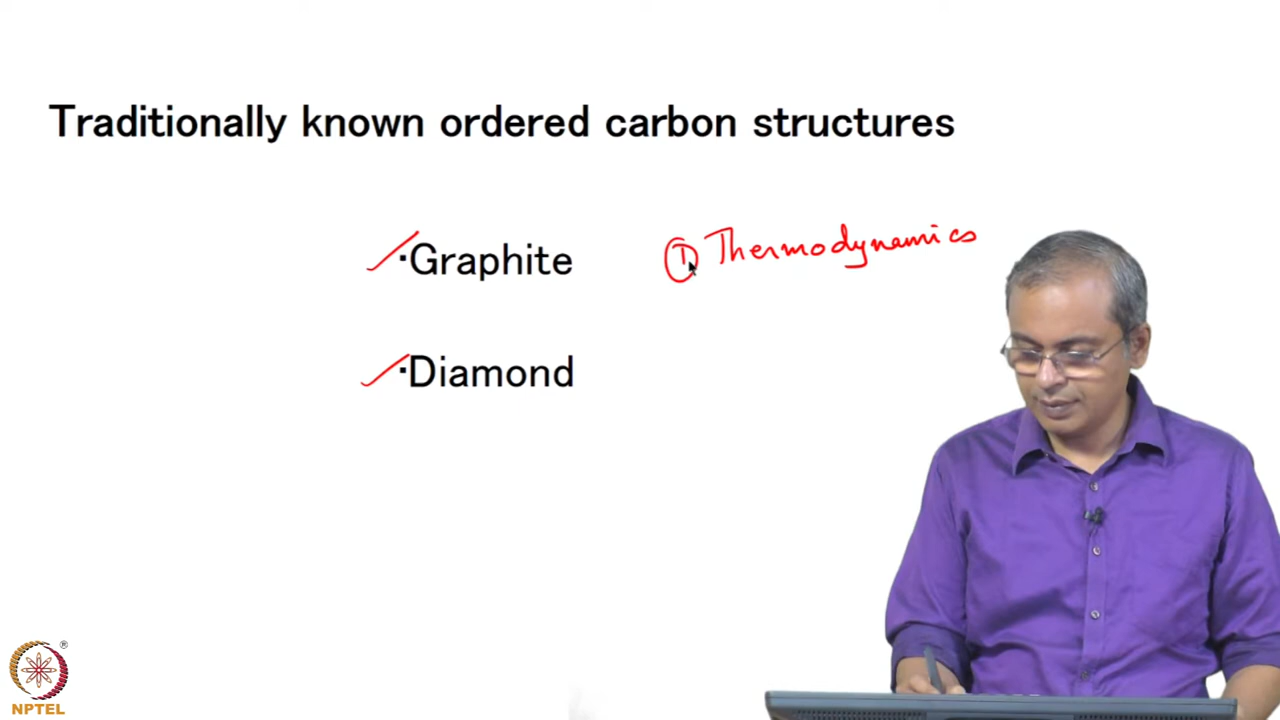 Traditionally known ordered carbon structures
·Graphite
① Thermodynamics
·Diamond
®
NPTEL